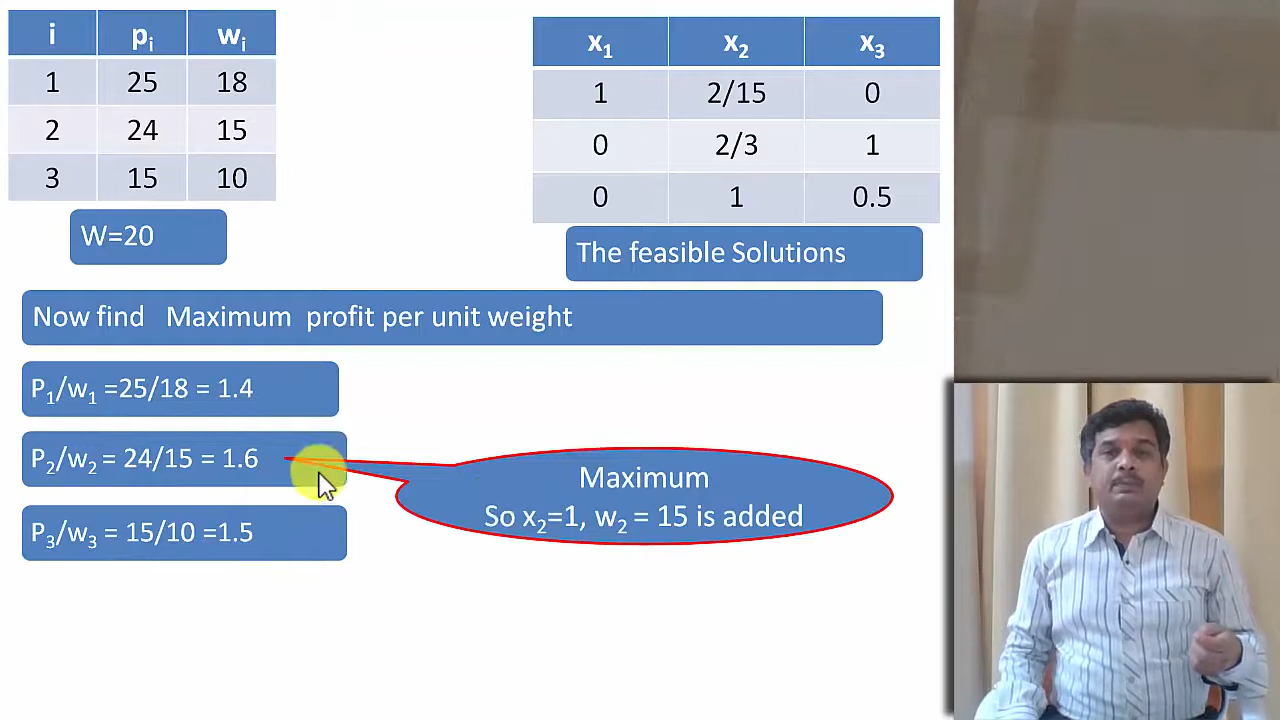 i pᵢ wᵢ
1 25 18
2 24 15
3 15 10
W=20
x₁ x₂ x₃
1 2/15 0
0 2/3 1
0 1 0.5
The feasible Solutions
Now find Maximum profit per unit weight
P₁/w₁ =25/18 = 1.4
P₂/w₂ = 24/15 = 1.6
P₃/w₃ = 15/10 =1.5
Maximum
So x₂=1, w₂ = 15 is added